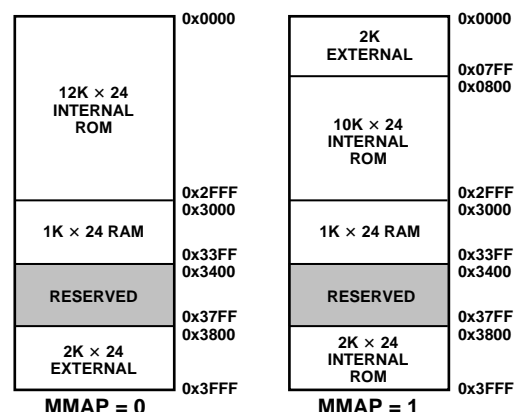 0x0000
12K × 24
INTERNAL
ROM
0x2FFF
0x3000
1K × 24 RAM
0x33FF
0x3400
RESERVED
0x37FF
0x3800
2K × 24
EXTERNAL
0x3FFF
MMAP = 0
0x0000
2K
EXTERNAL
0x07FF
0x0800
10K × 24
INTERNAL
ROM
0x2FFF
0x3000
1K × 24 RAM
0x33FF
0x3400
RESERVED
0x37FF
0x3800
2K × 24
INTERNAL
ROM
0x3FFF
MMAP = 1